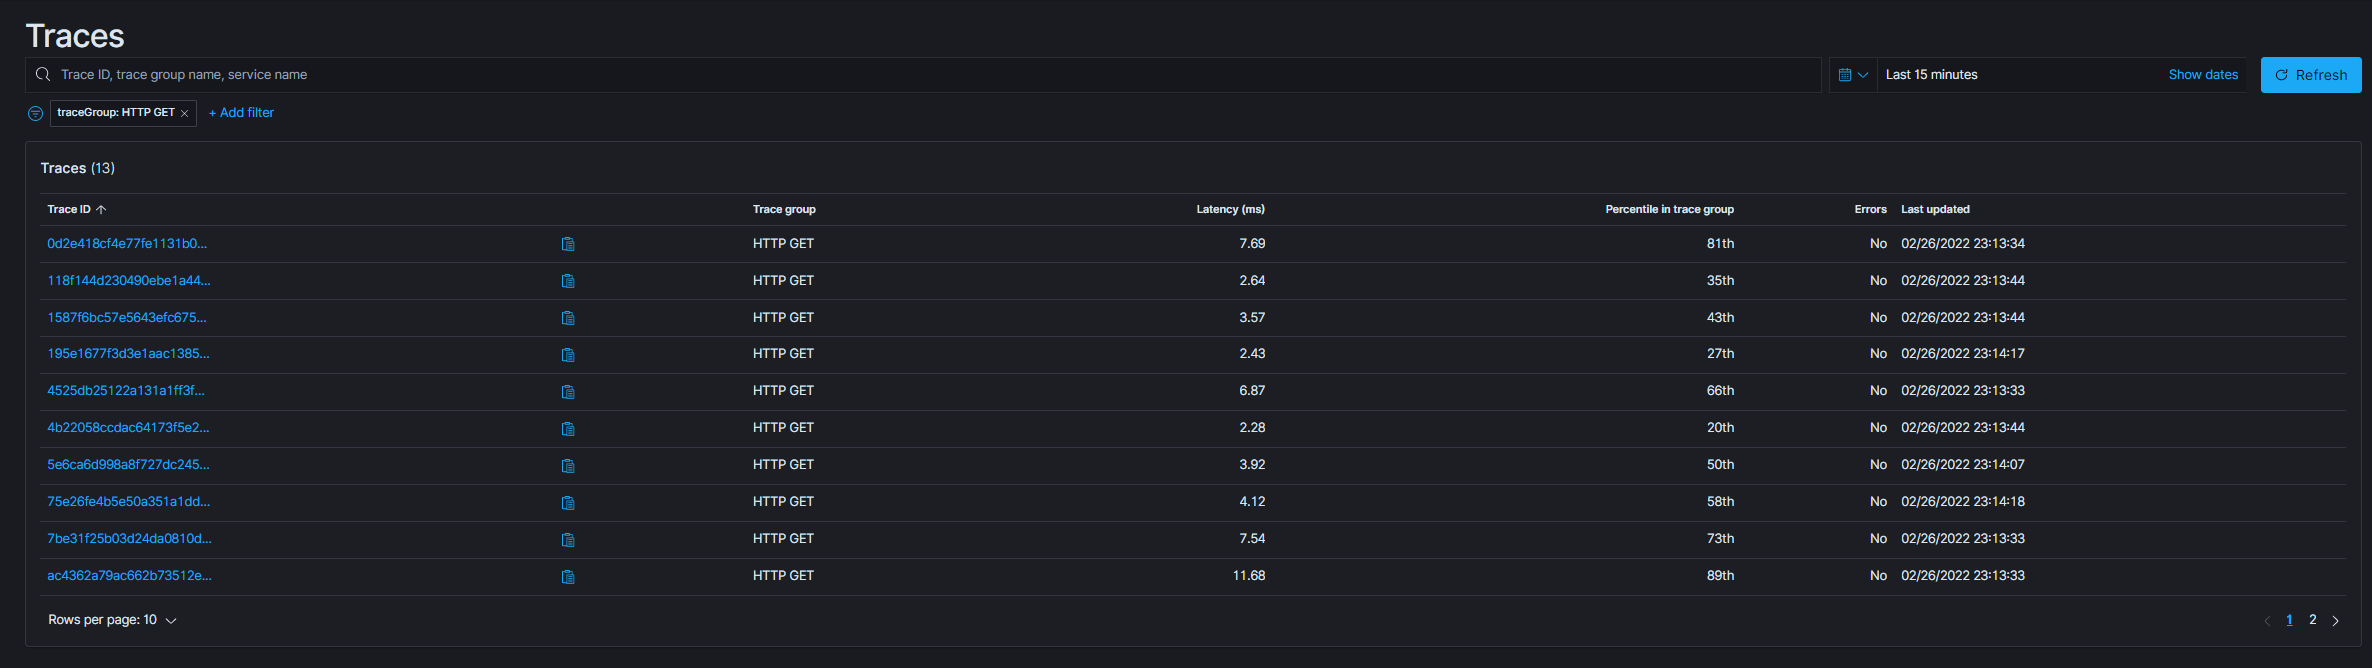 Traces
Trace ID, trace group name, service name
Last 15 minutes Show dates Refresh
traceGroup: HTTP GET + Add filter
Traces (13)
Trace ID Trace group Latency (ms) Percentile in trace group Errors Last updated
0d2e418cf4e77fe1131b0... HTTP GET 7.69 81th No 02/26/2022 23:13:34
118f144d230490ebe1a44... HTTP GET 2.64 35th No 02/26/2022 23:13:44
1587f6bc57e5643efc675... HTTP GET 3.57 43th No 02/26/2022 23:13:44
195e1677f3d3e1aac1385... HTTP GET 2.43 27th No 02/26/2022 23:14:17
4525db25122a131a1ff3f... HTTP GET 6.87 66th No 02/26/2022 23:13:33
4b22058ccdac64173f5e2... HTTP GET 2.28 20th No 02/26/2022 23:13:44
5e6ca6d998a8f727dc245... HTTP GET 3.92 50th No 02/26/2022 23:14:07
75e26fe4b5e50a351a1dd... HTTP GET 4.12 58th No 02/26/2022 23:14:18
7be31f25b03d24da0810d... HTTP GET 7.54 73th No 02/26/2022 23:13:33
ac4362a79ac662b73512e... HTTP GET 11.68 89th No 02/26/2022 23:13:33
Rows per page: 10 1 2